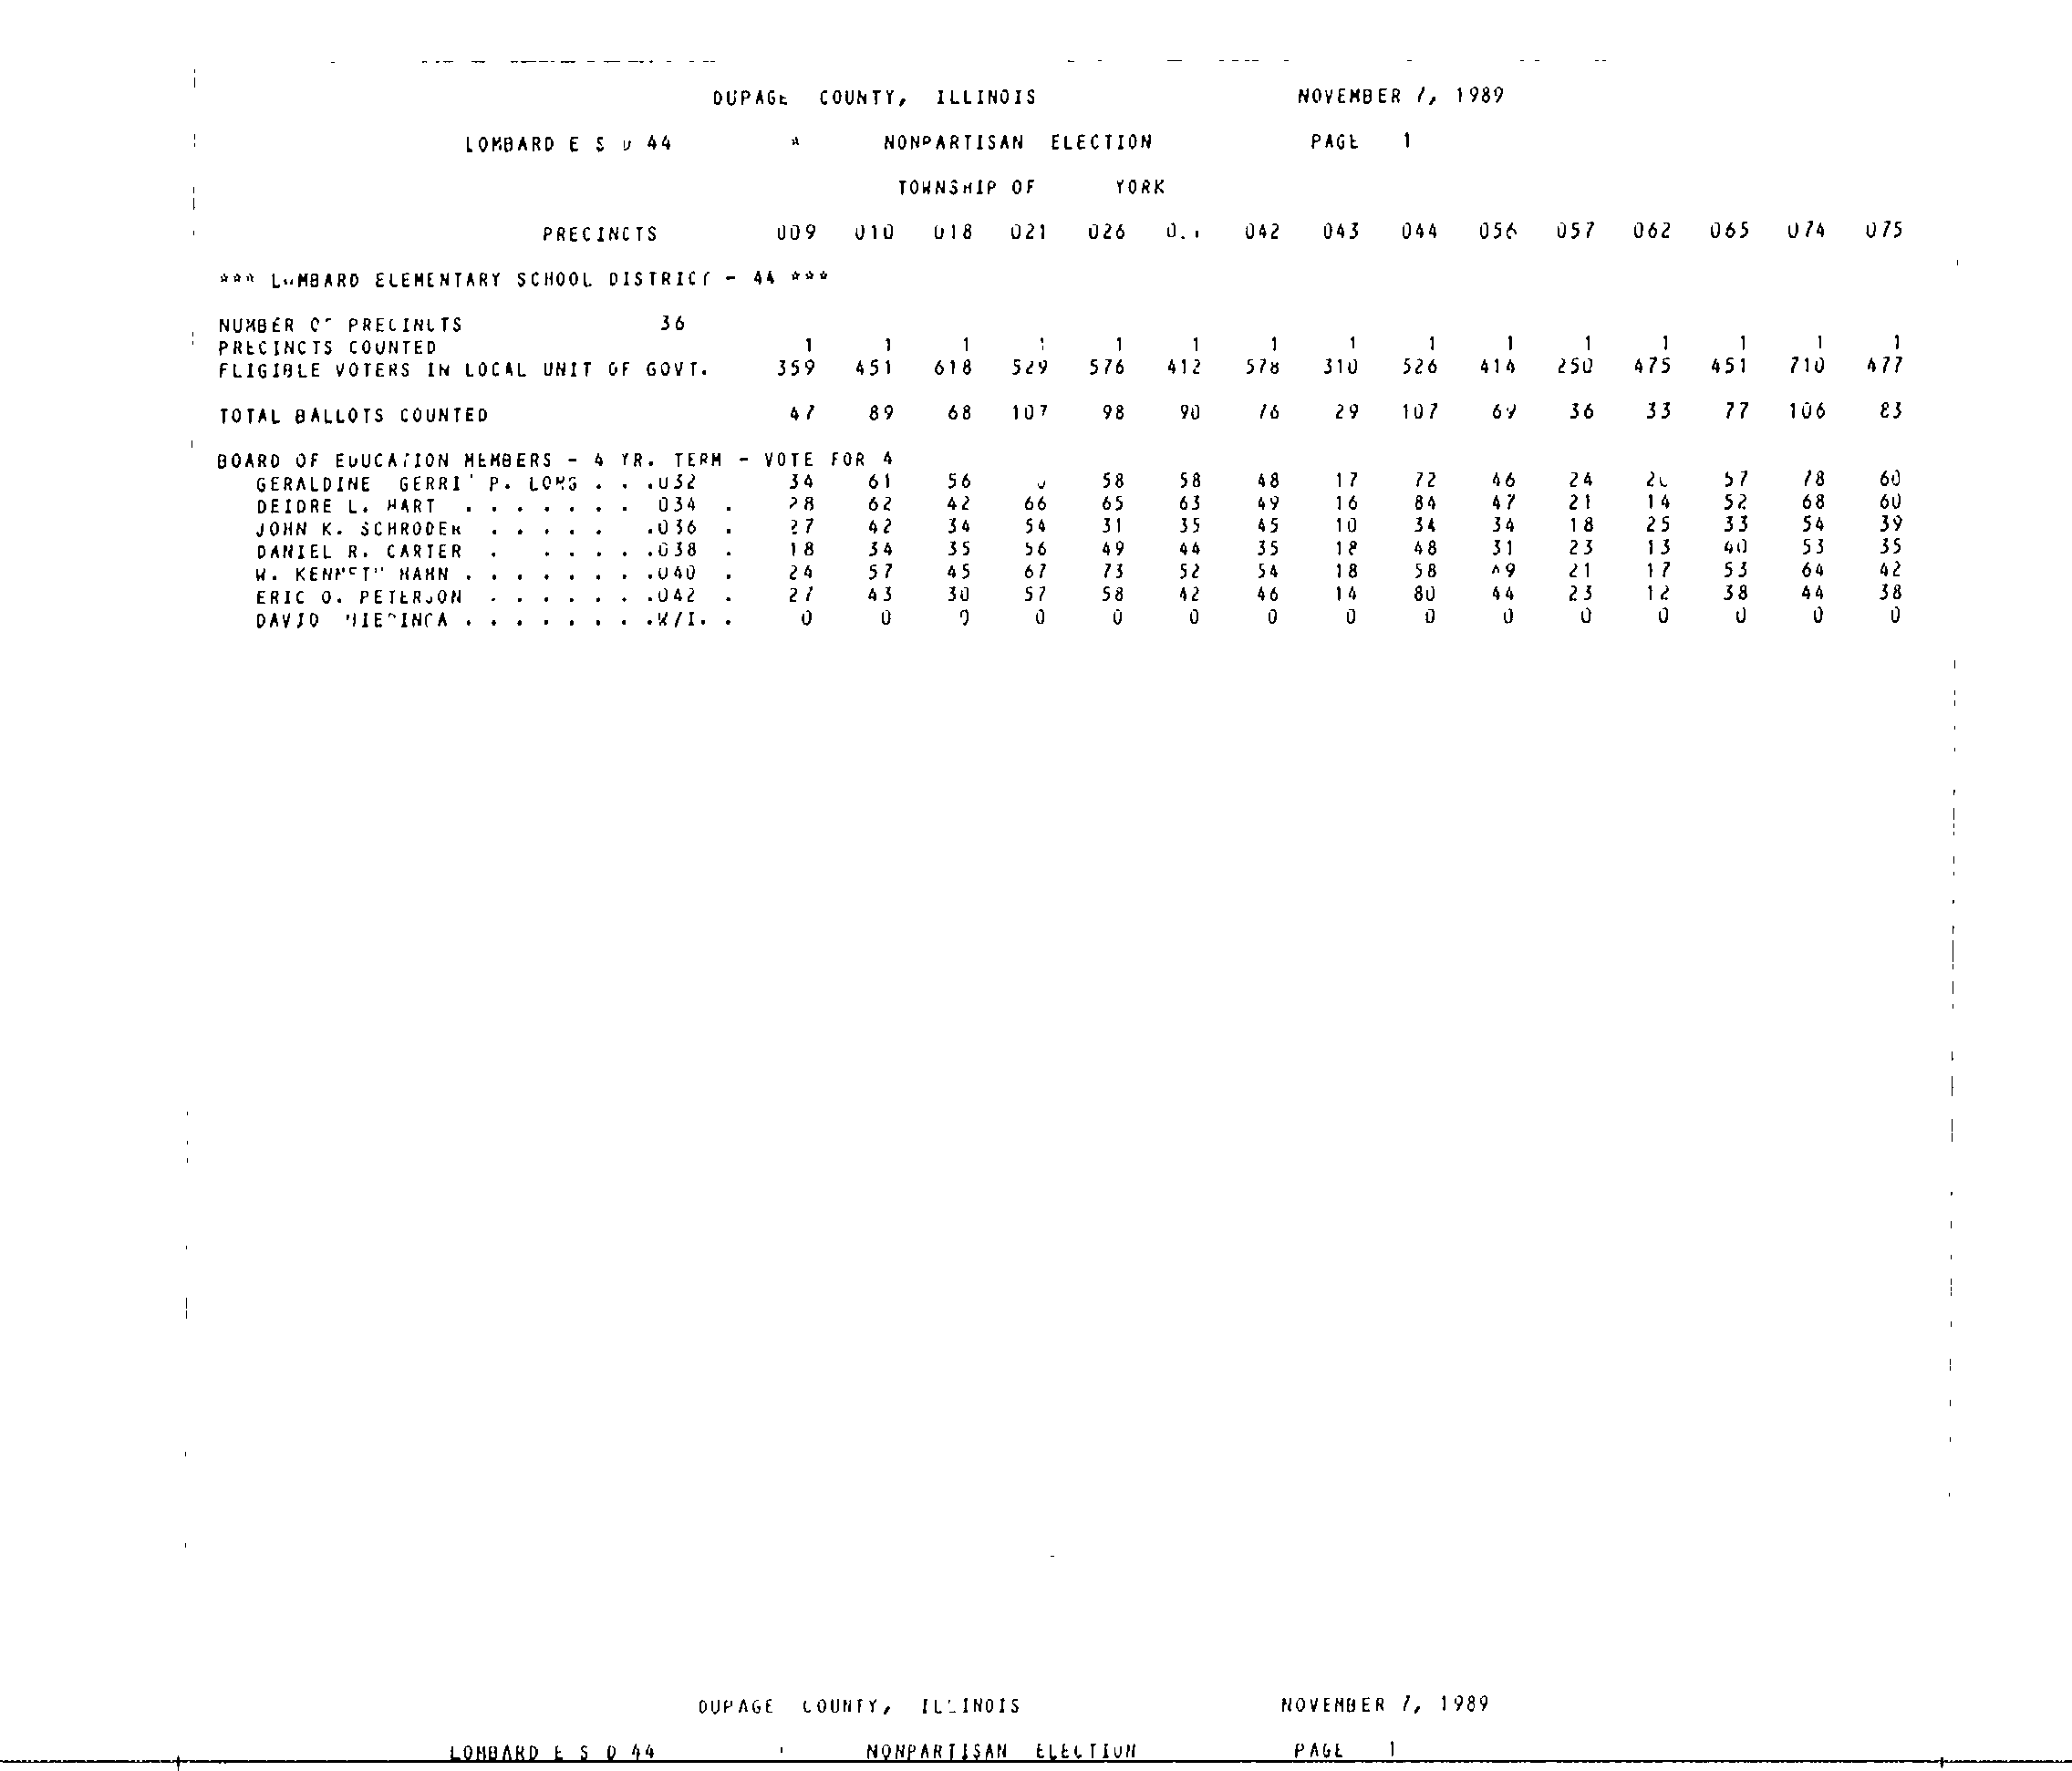 DUPAGE COUNTY, ILLINOIS NOVEMBER 7, 1989
LOMBARD E S D 44 * NONPARTISAN ELECTION PAGE 1
TOWNSHIP OF YORK
PRECINCTS 009 010 018 021 026 042 043 044 056 057 062 065 074 075
*** LOMBARD ELEMENTARY SCHOOL DISTRICT - 44 ***
NUMBER OF PRECINCTS 36
PRECINCTS COUNTED 1 1 1 1 1 1 1 1 1 1 1 1 1 1 1
ELIGIBLE VOTERS IN LOCAL UNIT OF GOVT. 359 451 618 529 576 412 578 310 526 414 250 475 451 710 477
TOTAL BALLOTS COUNTED 47 89 68 107 98 90 76 29 107 69 36 33 77 106 83
BOARD OF EDUCATION MEMBERS - 4 YR. TERM - VOTE FOR 4
GERALDINE GERRI' P. LONG . . .032 34 61 56 58 58 48 17 72 46 24 57 78 60
DEIDRE L. HART . . . . . . . 034 . 28 62 42 66 65 63 49 16 84 47 21 14 52 68 60
JOHN K. SCHRODER . . . . . .036 . 27 42 34 54 31 35 45 10 34 34 18 25 33 54 39
DANIEL R. CARTER . . . . . .038 . 18 34 35 56 49 44 35 18 48 31 23 13 40 53 35
W. KENNETH HAHN . . . . . . . .040 . 24 57 45 67 73 52 54 18 58 49 21 17 53 64 42
ERIC O. PETERSON . . . . . . .042 . 27 43 30 57 58 42 46 14 80 44 23 12 38 44 38
DAVID . . . . . . . .W/I. . 0 0 0 0 0 0 0 0 0 0 0 0 0 0 0
DUPAGE COUNTY, ILLINOIS NOVEMBER 7, 1989
LOMBARD E S D 44 NONPARTISAN ELECTION PAGE 1